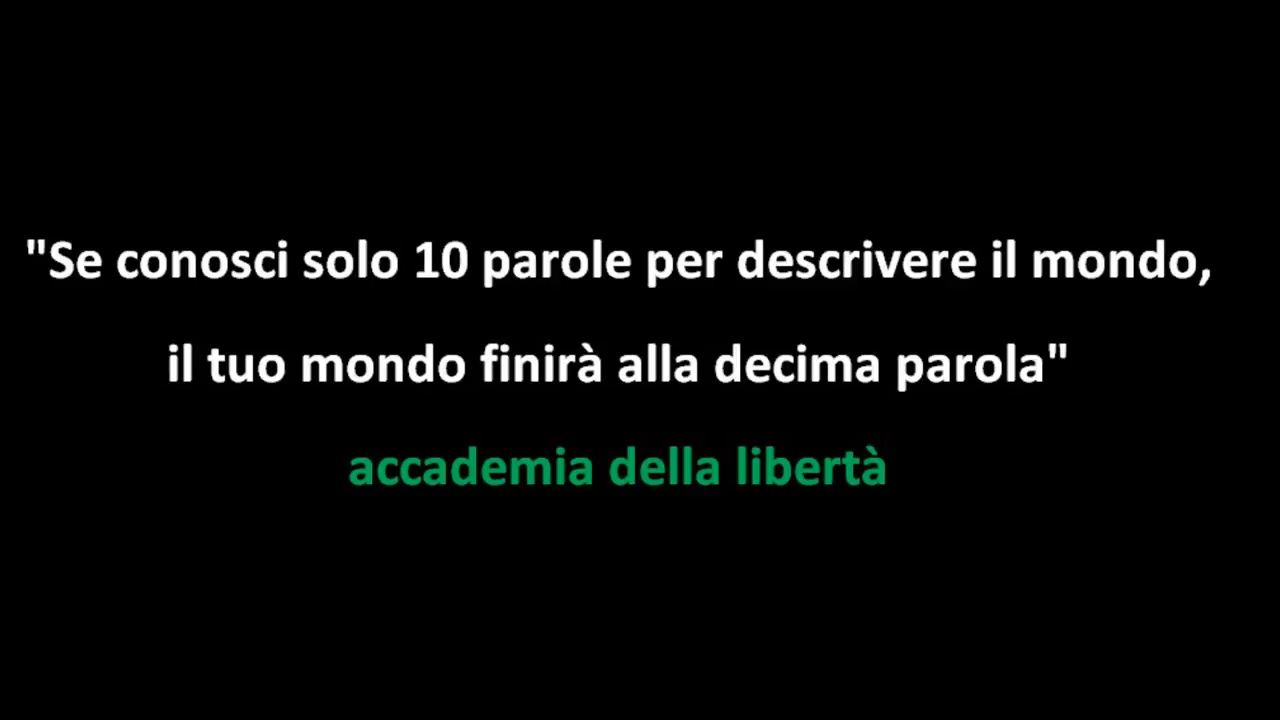 "Se conosci solo 10 parole per descrivere il mondo,
il tuo mondo finirà alla decima parola"
accademia della libertà